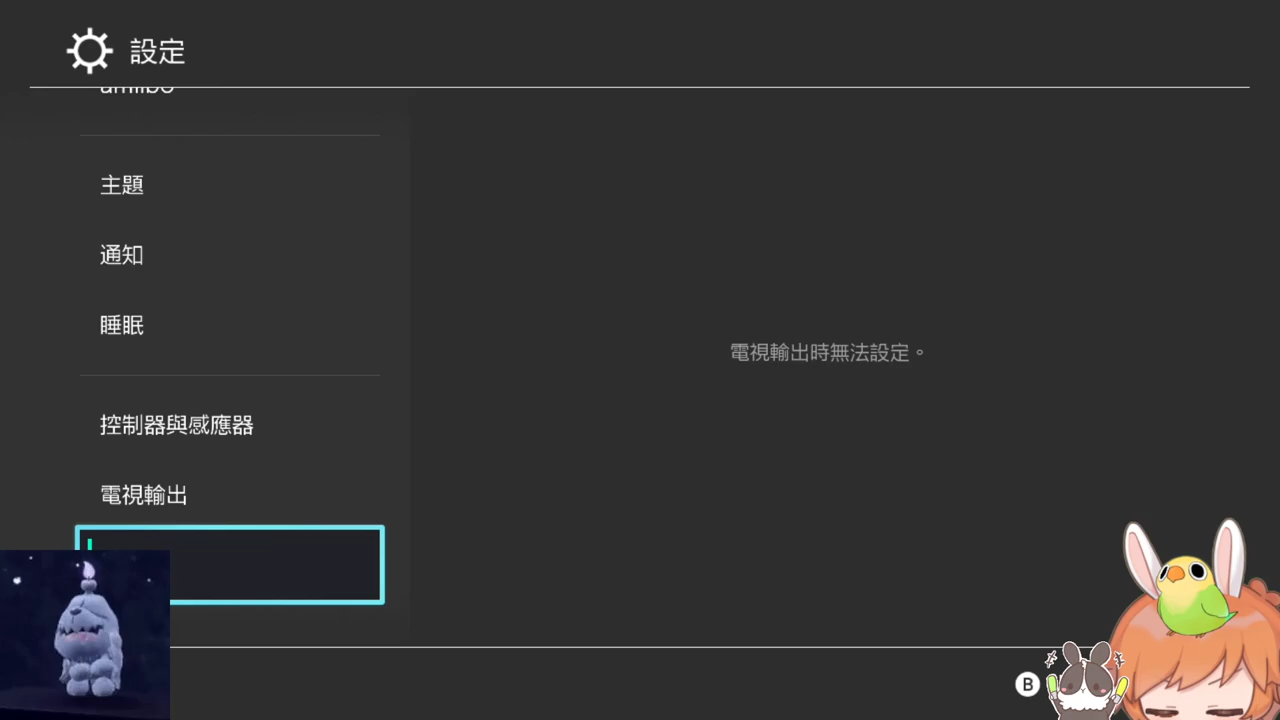 設定
amiibo
主題
通知
睡眠
控制器與感應器
電視輸出
電視輸出時無法設定。
B